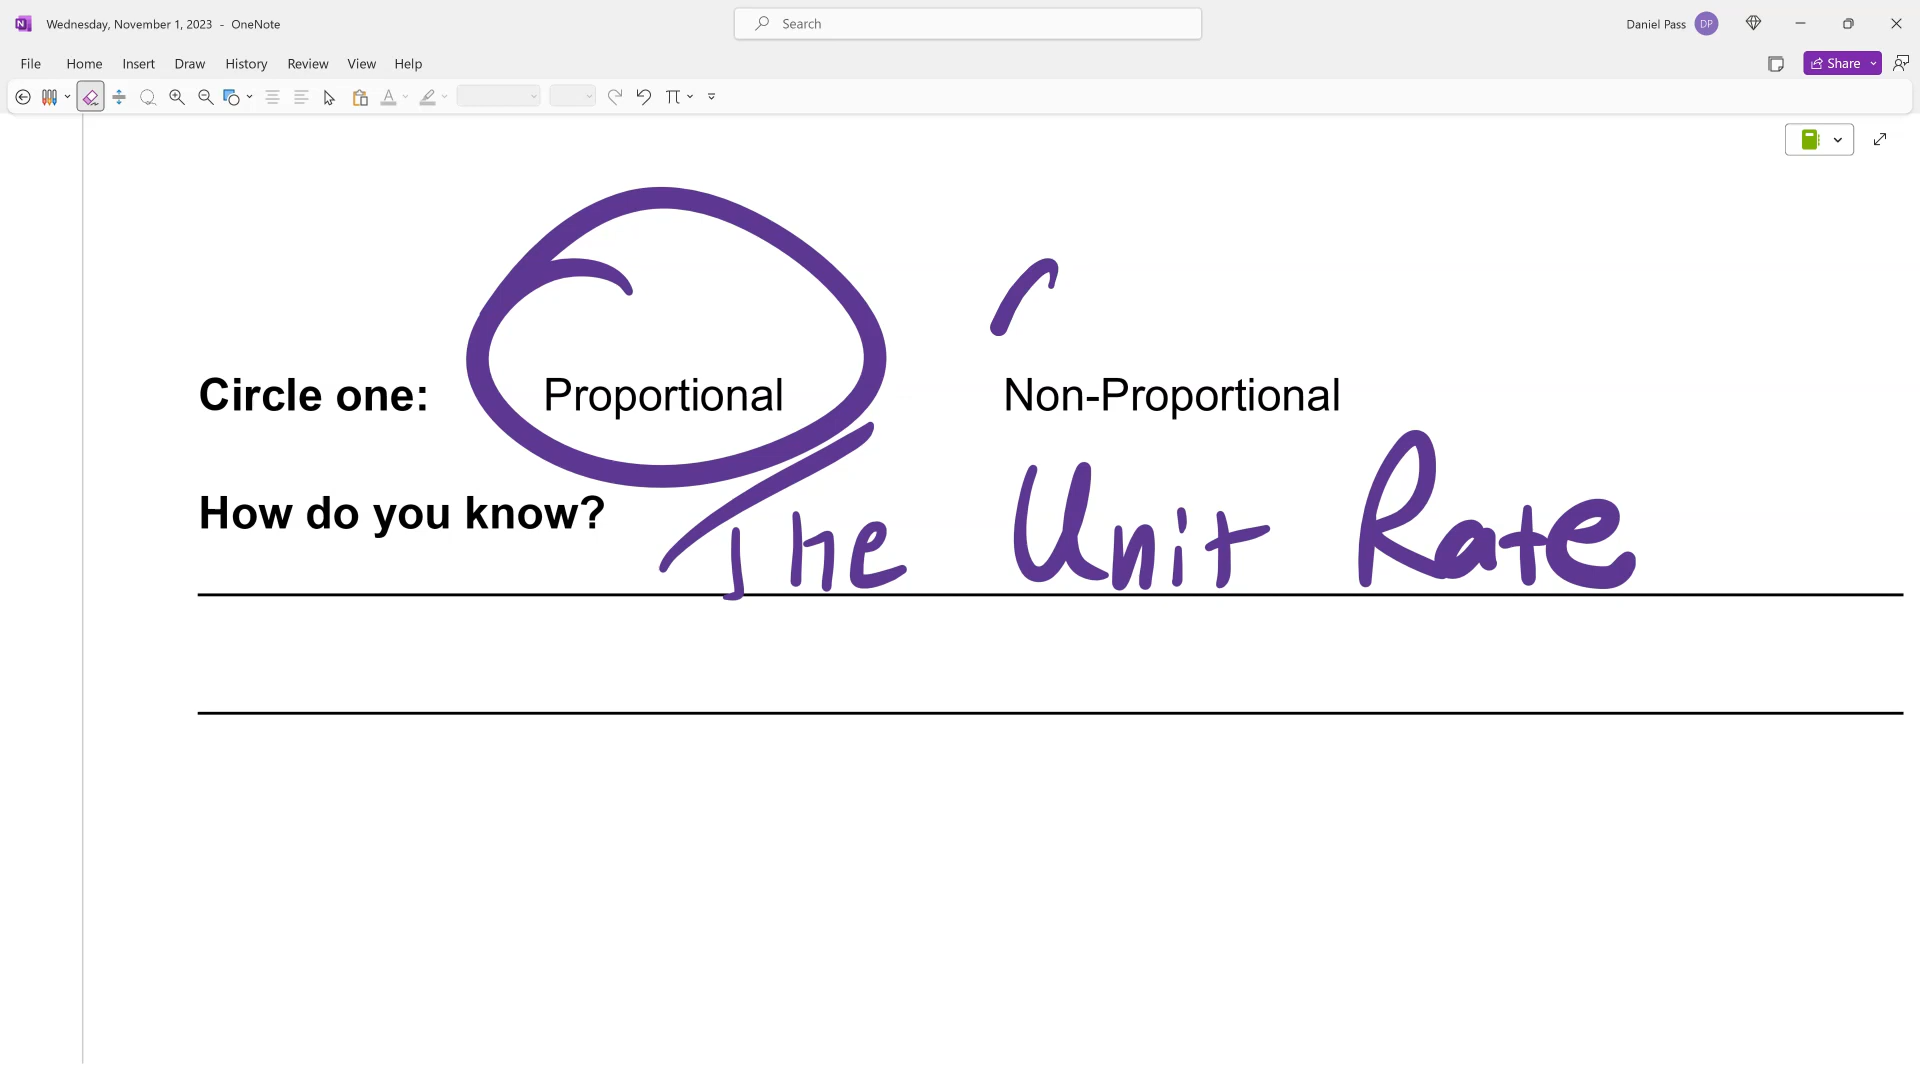 Wednesday, November 1, 2023 - OneNote
Search
Daniel Pass DP
File Home Insert Draw History Review View Help
Share
Circle one: Proportional Non-Proportional
How do you know? The Unit Rate